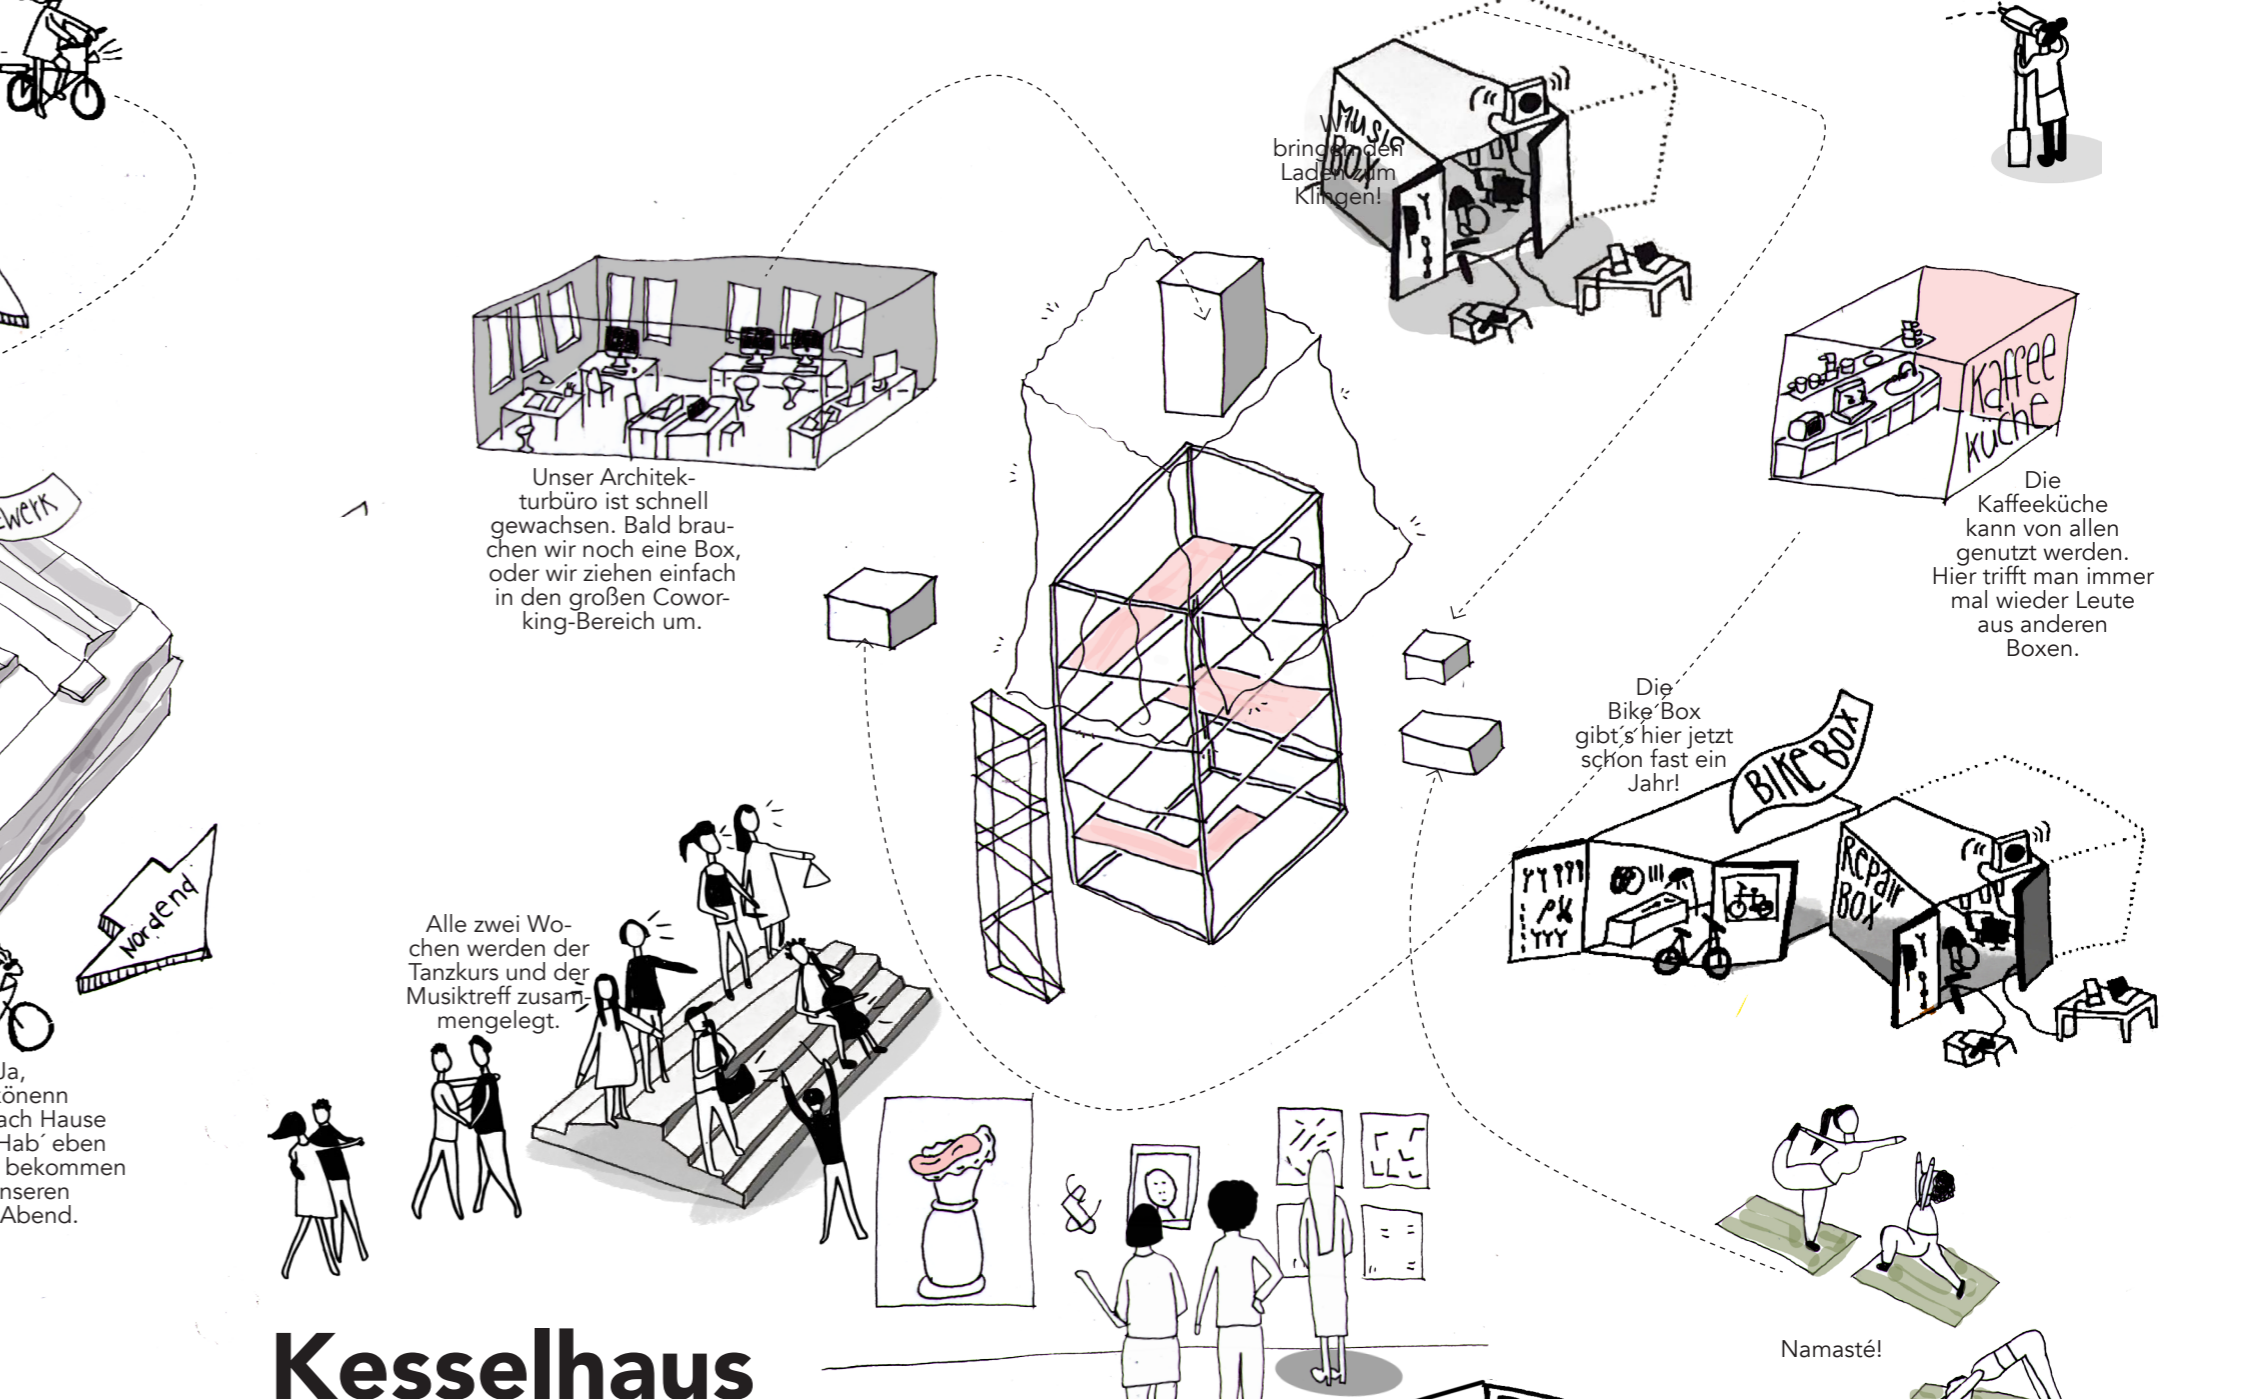 MUSIC
BOX
Wir
bringen den
Laden zum
Klingen!
Kaffee
küche
Unser Architek-
turbüro ist schnell
gewachsen. Bald brau-
chen wir noch eine Box,
oder wir ziehen einfach
in den großen Cowor-
king-Bereich um.
Die
Kaffeeküche
kann von allen
genutzt werden.
Hier trifft man immer
mal wieder Leute
aus anderen
Boxen.
Die
Bike Box
gibt´s hier jetzt
schon fast ein
Jahr!
BIKE BOX
Repair
BOX
Nordend
Alle zwei Wo-
chen werden der
Tanzkurs und der
Musiktreff zusam-
mengelegt.
Ja,
könenn
ach Hause
Hab´ eben
bekommen
nseren
Abend.
Namasté!
Kesselhaus